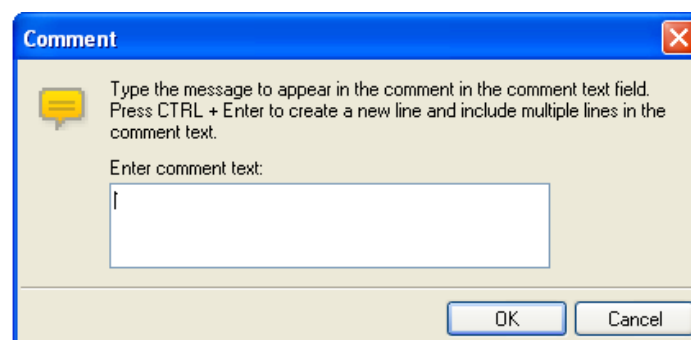 Comment
Type the message to appear in the comment in the comment text field.
Press CTRL + Enter to create a new line and include multiple lines in the
comment text.
Enter comment text:
OK
Cancel